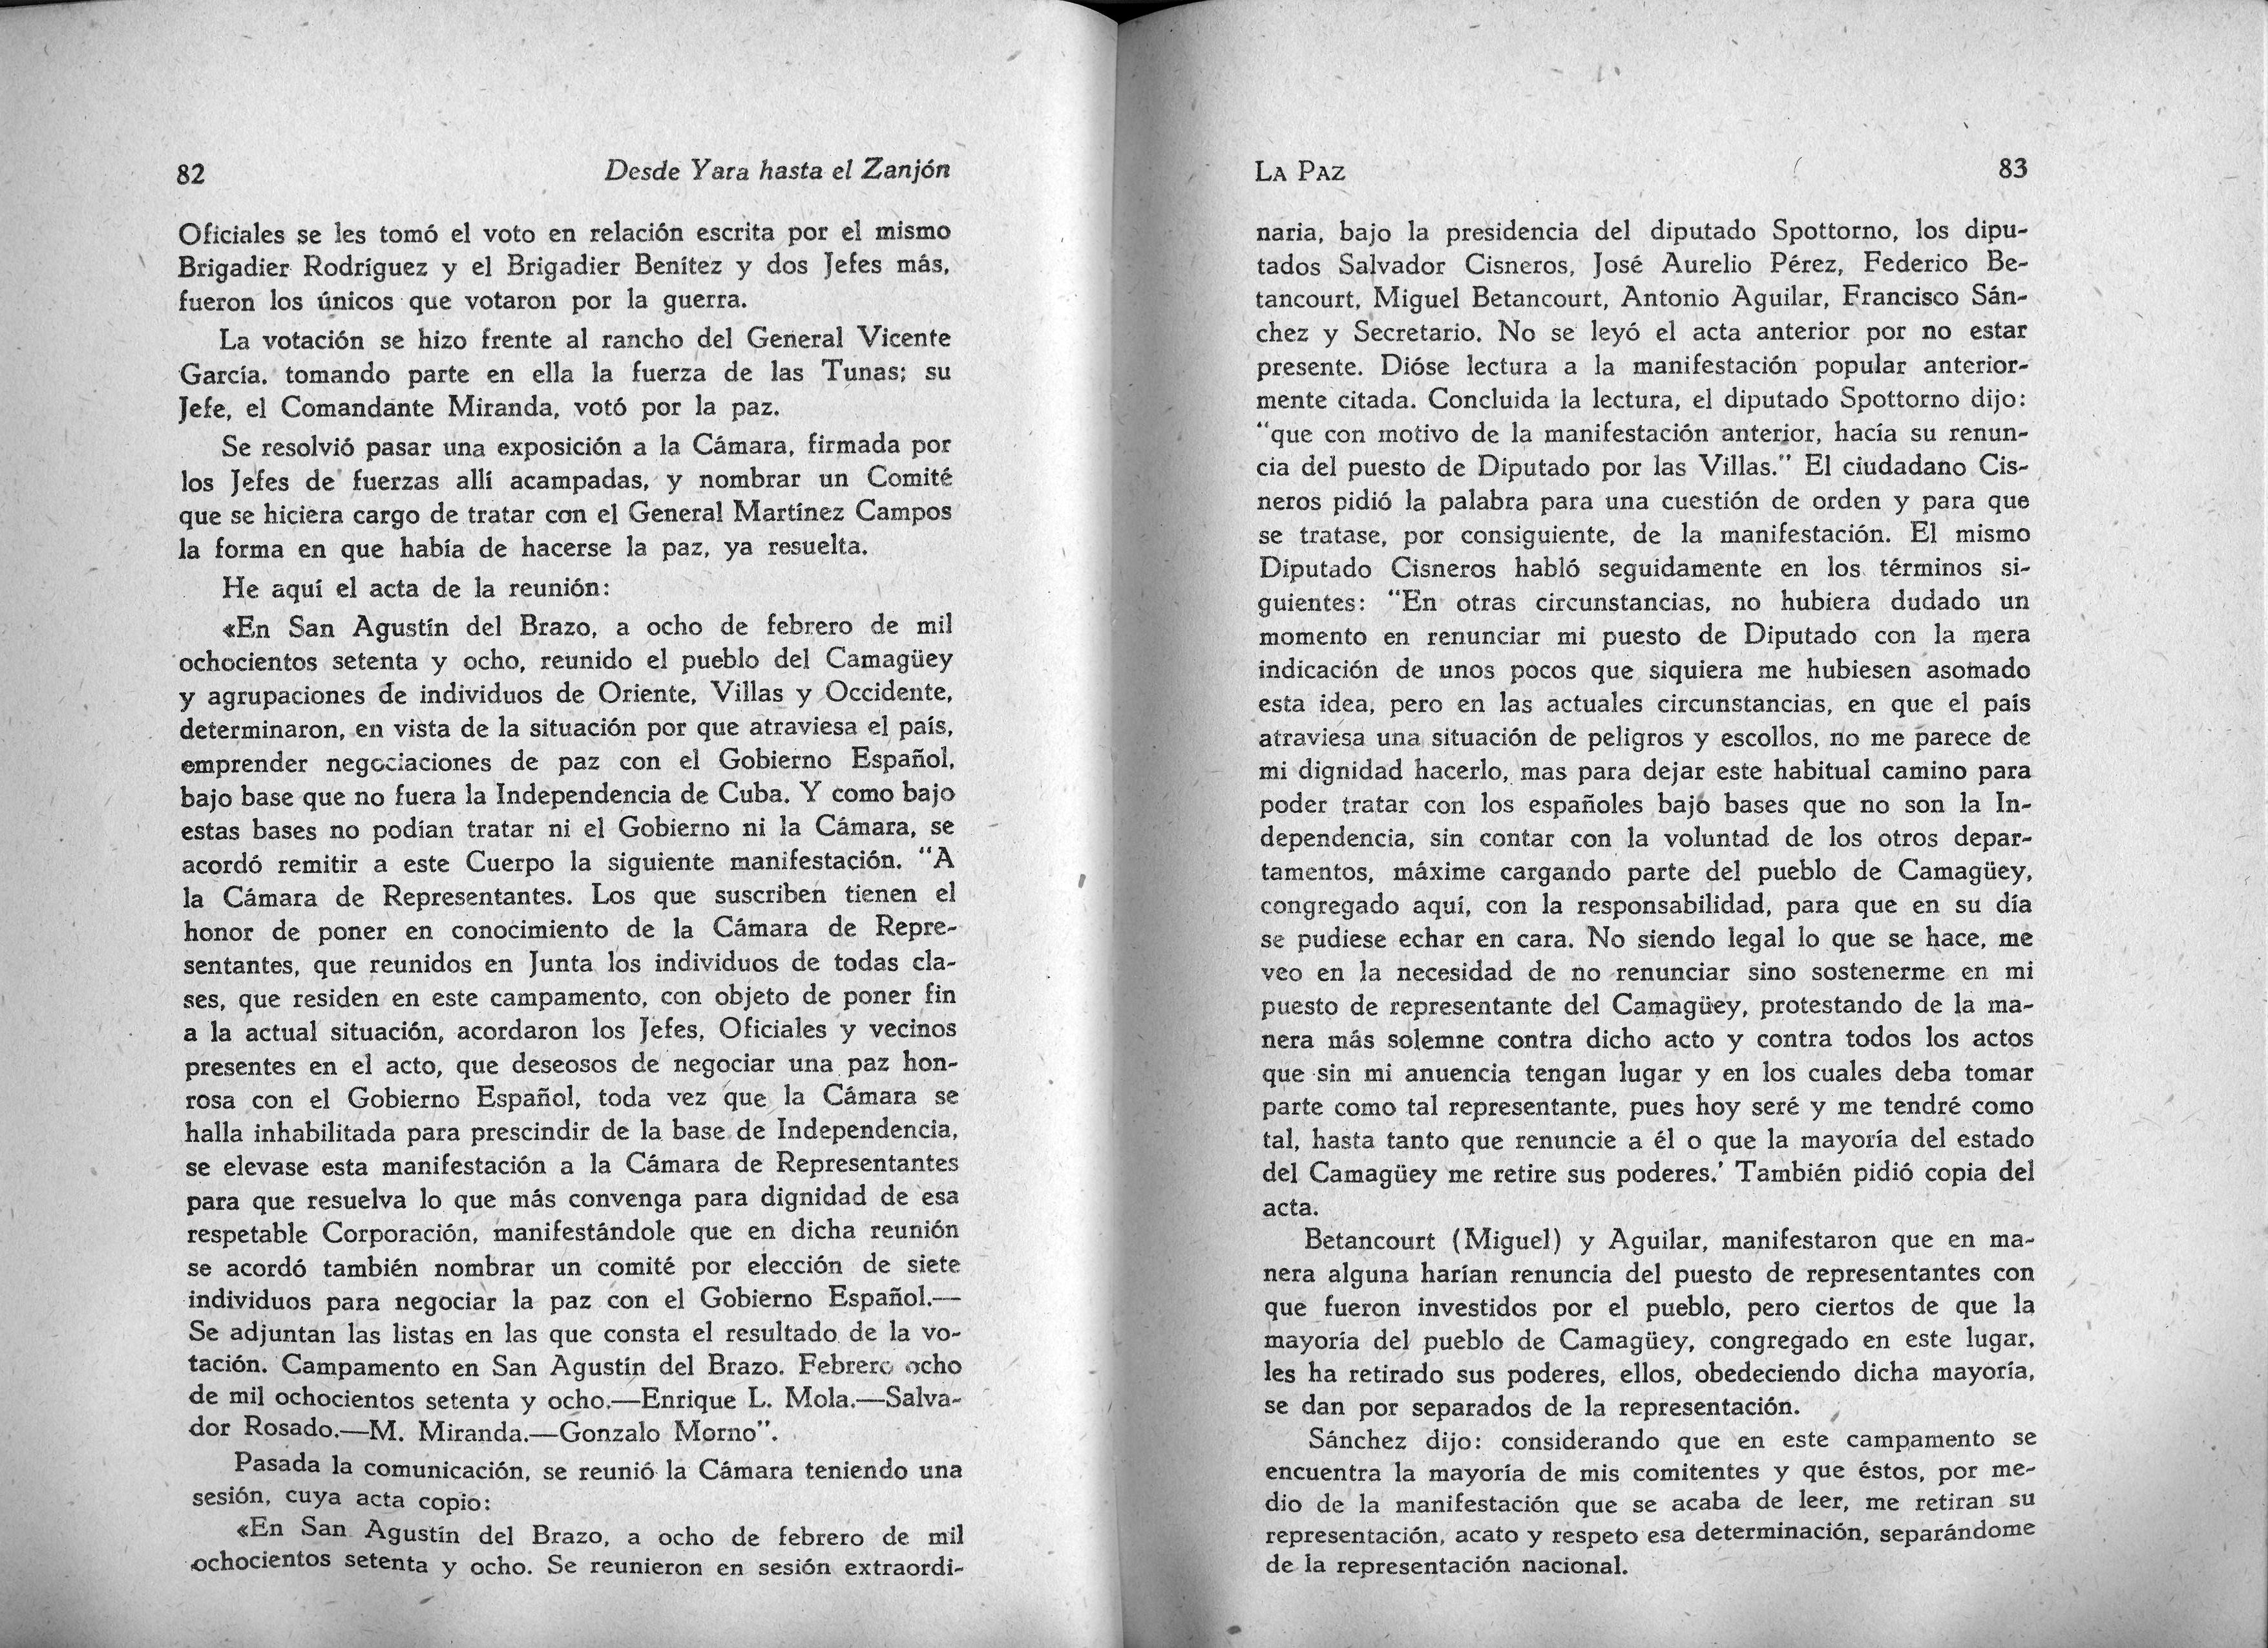 82
Desde Yara hasta el Zanjón
Oficiales se les tomó el voto en relación escrita por el mismo
Brigadier Rodríguez y el Brigadier Benítez y dos Jefes más,
fueron los únicos que votaron por la guerra.
La votación se hizo frente al rancho del General Vicente
García. tomando parte en ella la fuerza de las Tunas; su
Jefe, el Comandante Miranda, votó por la paz.
Se resolvió pasar una exposición a la Cámara, firmada por
los Jefes de fuerzas allí acampadas, y nombrar un Comité
que se hiciera cargo de tratar con el General Martínez Campos
la forma en que había de hacerse la paz, ya resuelta.
He aquí el acta de la reunión:
«En San Agustín del Brazo, a ocho de febrero de mil
ochocientos setenta y ocho, reunido el pueblo del Camagüey
y agrupaciones de individuos de Oriente, Villas y Occidente,
determinaron, en vista de la situación por que atraviesa el país,
emprender negociaciones de paz con el Gobierno Español,
bajo base que no fuera la Independencia de Cuba. Y como bajo
estas bases no podían tratar ni el Gobierno ni la Cámara, se
acordó remitir a este Cuerpo la siguiente manifestación. "A
la Cámara de Representantes. Los que suscriben tienen el
honor de poner en conocimiento de la Cámara de Repre-
sentantes, que reunidos en Junta los individuos de todas cla-
ses, que residen en este campamento, con objeto de poner fin
a la actual situación, acordaron los Jefes, Oficiales y vecinos
presentes en el acto, que deseosos de negociar una paz hon-
rosa con el Gobierno Español, toda vez que la Cámara se
halla inhabilitada para prescindir de la base de Independencia,
se elevase esta manifestación a la Cámara de Representantes
para que resuelva lo que más convenga para dignidad de esa
respetable Corporación, manifestándole que en dicha reunión
se acordó también nombrar un comité por elección de siete
individuos para negociar la paz con el Gobierno Español.—
Se adjuntan las listas en las que consta el resultado de la vo-
tación. Campamento en San Agustín del Brazo. Febrero ocho
de mil ochocientos setenta y ocho.—Enrique L. Mola.—Salva-
dor Rosado.—M. Miranda.—Gonzalo Morno".
Pasada la comunicación, se reunió la Cámara teniendo una
sesión, cuya acta copio:
«En San Agustín del Brazo, a ocho de febrero de mil
ochocientos setenta y ocho. Se reunieron en sesión extraordi-
LA PAZ
83
naria, bajo la presidencia del diputado Spottorno, los dipu-
tados Salvador Cisneros, José Aurelio Pérez, Federico Be-
tancourt, Miguel Betancourt, Antonio Aguilar, Francisco Sán-
chez y Secretario. No se leyó el acta anterior por no estar
presente. Dióse lectura a la manifestación popular anterior-
mente citada. Concluida la lectura, el diputado Spottorno dijo:
"que con motivo de la manifestación anterior, hacía su renun-
cia del puesto de Diputado por las Villas." El ciudadano Cis-
neros pidió la palabra para una cuestión de orden y para que
se tratase, por consiguiente, de la manifestación. El mismo
Diputado Cisneros habló seguidamente en los términos si-
guientes: "En otras circunstancias, no hubiera dudado un
momento en renunciar mi puesto de Diputado con la mera
indicación de unos pocos que siquiera me hubiesen asomado
esta idea, pero en las actuales circunstancias, en que el país
atraviesa una situación de peligros y escollos, no me parece de
mi dignidad hacerlo, mas para dejar este habitual camino para
poder tratar con los españoles bajo bases que no son la In-
dependencia, sin contar con la voluntad de los otros depar-
tamentos, máxime cargando parte del pueblo de Camagüey,
congregado aquí, con la responsabilidad, para que en su día
se pudiese echar en cara. No siendo legal lo que se hace, me
veo en la necesidad de no renunciar sino sostenerme en mi
puesto de representante del Camagüey, protestando de la ma-
nera más solemne contra dicho acto y contra todos los actos
que sin mi anuencia tengan lugar y en los cuales deba tomar
parte como tal representante, pues hoy seré y me tendré como
tal, hasta tanto que renuncie a él o que la mayoría del estado
del Camagüey me retire sus poderes.' También pidió copia del
acta.
Betancourt (Miguel) y Aguilar, manifestaron que en ma-
nera alguna harían renuncia del puesto de representantes con
que fueron investidos por el pueblo, pero ciertos de que la
mayoría del pueblo de Camagüey, congregado en este lugar,
les ha retirado sus poderes, ellos, obedeciendo dicha mayoría,
se dan por separados de la representación.
Sánchez dijo: considerando que en este campamento se
encuentra la mayoría de mis comitentes y que éstos, por me-
dio de la manifestación que se acaba de leer, me retiran su
representación, acato y respeto esa determinación, separándome
de la representación nacional.